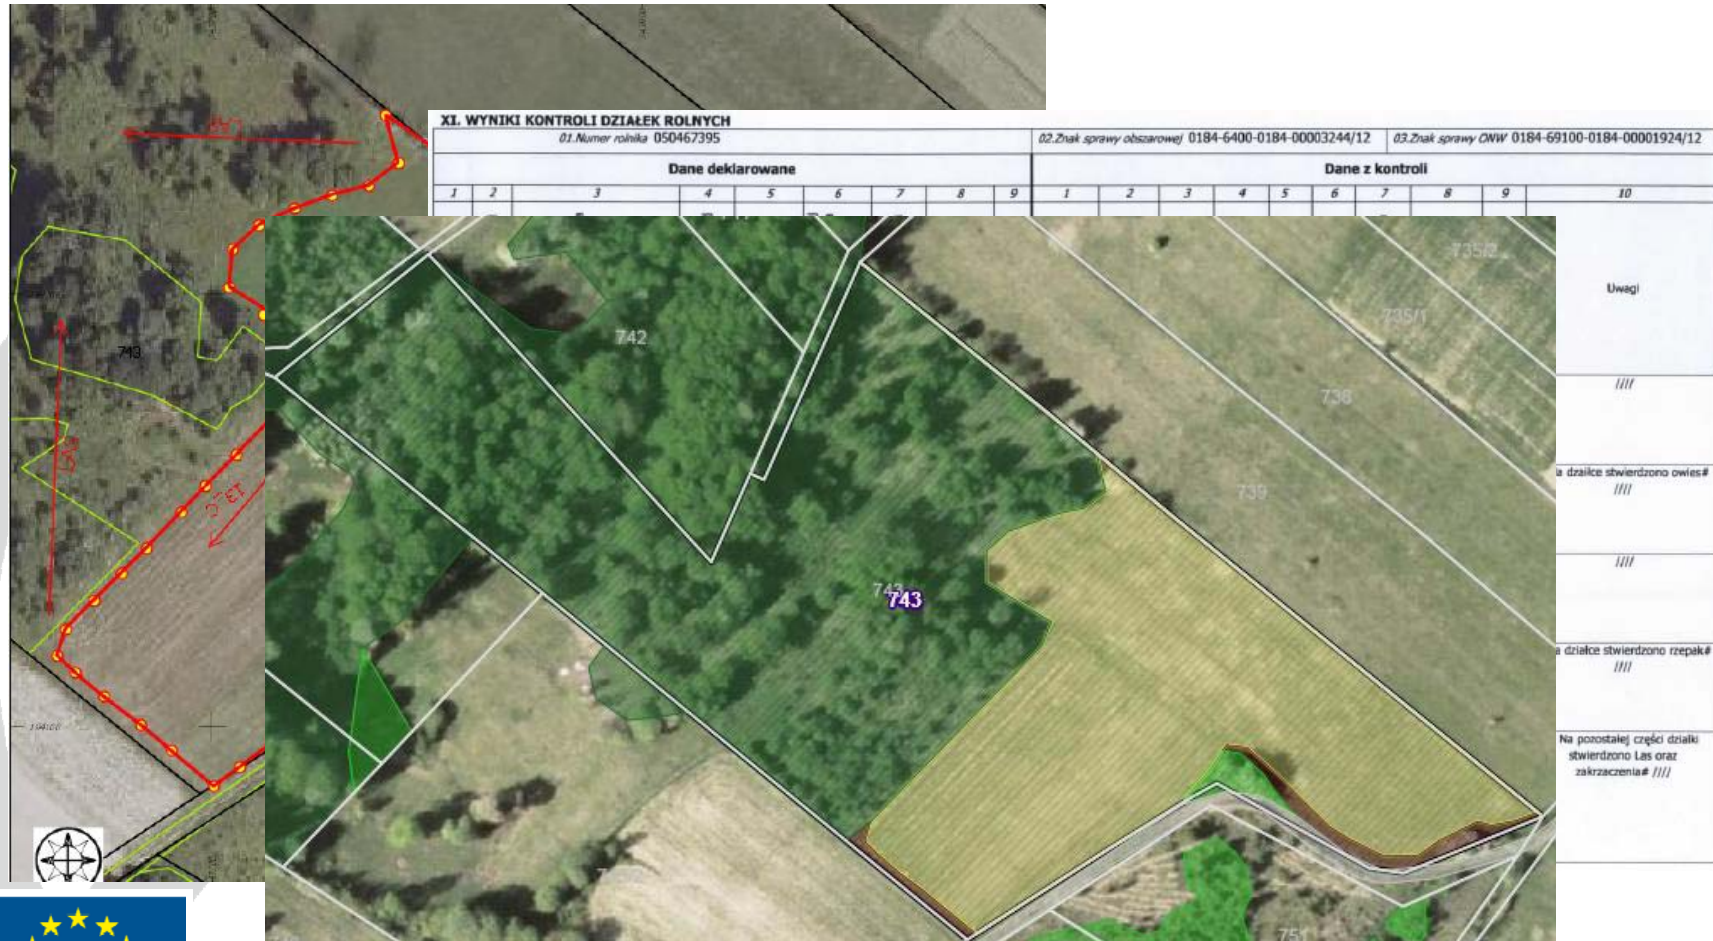 XI. WYNIKI KONTROLI DZIAŁEK ROLNYCH
01.Numer rolnika 050467395
02.Znak sprawy obszarowej 0184-6400-0184-00003244/12
03.Znak sprawy ONW 0184-69100-0184-00001924/12
Dane deklarowane
Dane z kontroli
1 2 3 4 5 6 7 8 9 1 2 3 4 5 6 7 8 9 10
Uwagi
////
dzailce stwierdzono owies#
////
////
działce stwierdzono rzepak#
////
Na pozostałej części działki
stwierdzono Las oraz
zakrzaczenia# ////
735/2
735/1
742
738
739
743
743
743
751